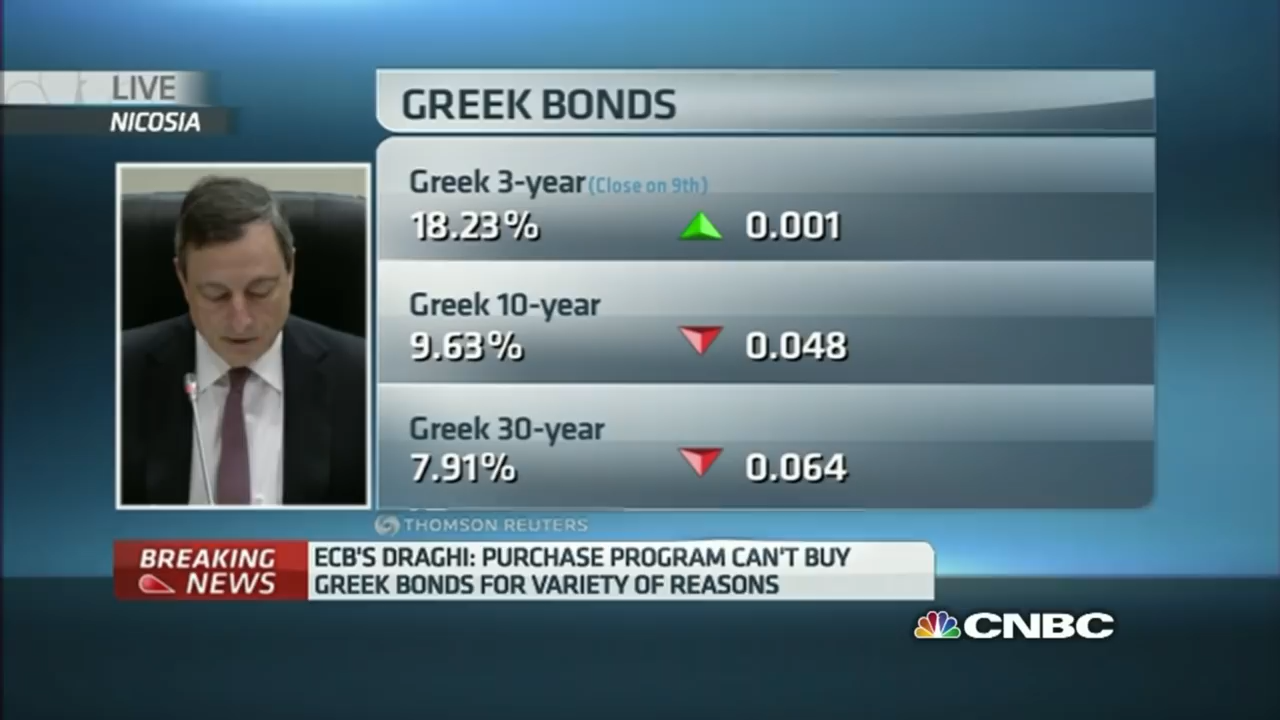 LIVE
NICOSIA
GREEK BONDS
Greek 3-year (Close on 9th)
18.23% 0.001
Greek 10-year
9.63% 0.048
Greek 30-year
7.91% 0.064
THOMSON REUTERS
BREAKING NEWS
ECB'S DRAGHI: PURCHASE PROGRAM CAN'T BUY
GREEK BONDS FOR VARIETY OF REASONS
CNBC